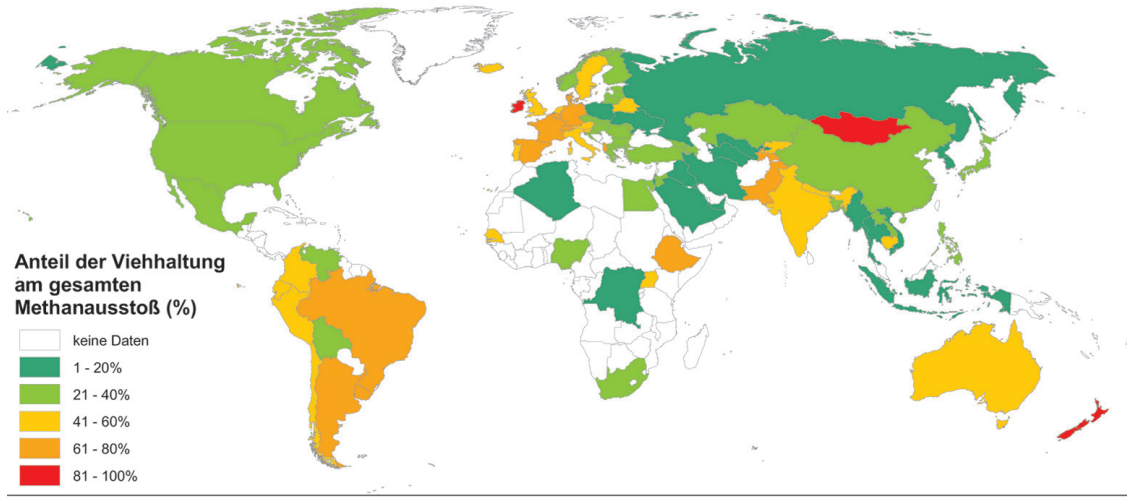 Anteil der Viehhaltung
am gesamten
Methanausstoß (%)
keine Daten
1 - 20%
21 - 40%
41 - 60%
61 - 80%
81 - 100%